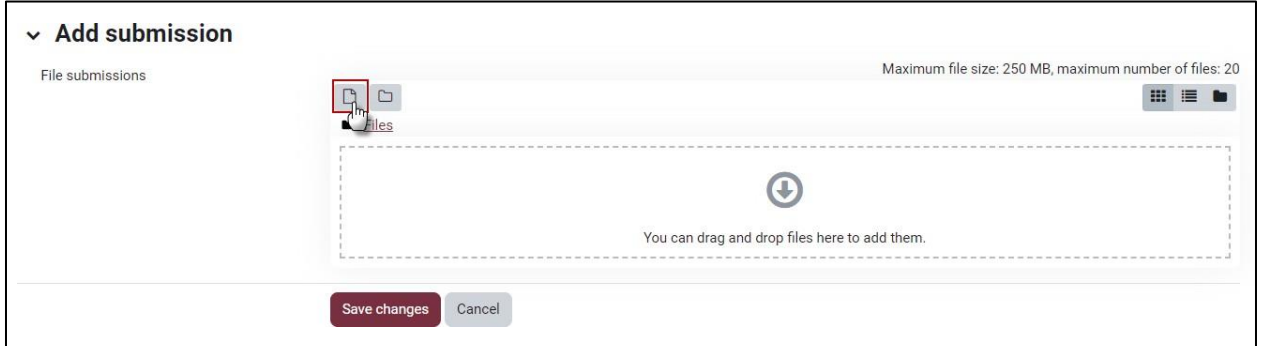 Add submission
File submissions
Maximum file size: 250 MB, maximum number of files: 20
Files
You can drag and drop files here to add them.
Save changes
Cancel